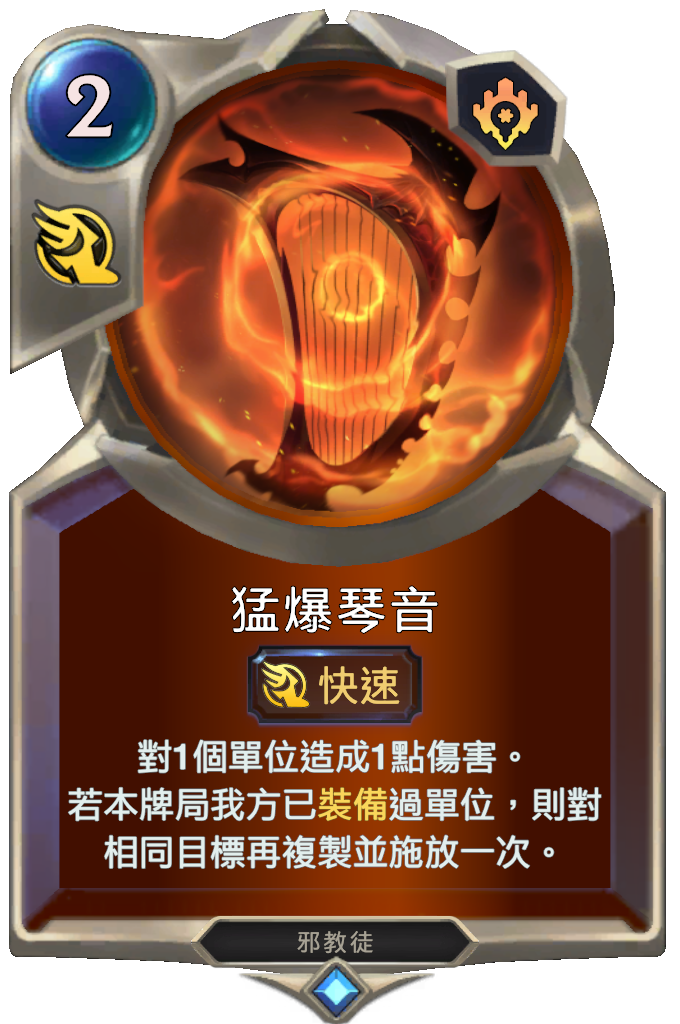 2
猛爆琴音
快速
對1個單位造成1點傷害。
若本牌局我方已裝備過單位，則對
相同目標再複製並施放一次。
邪教徒